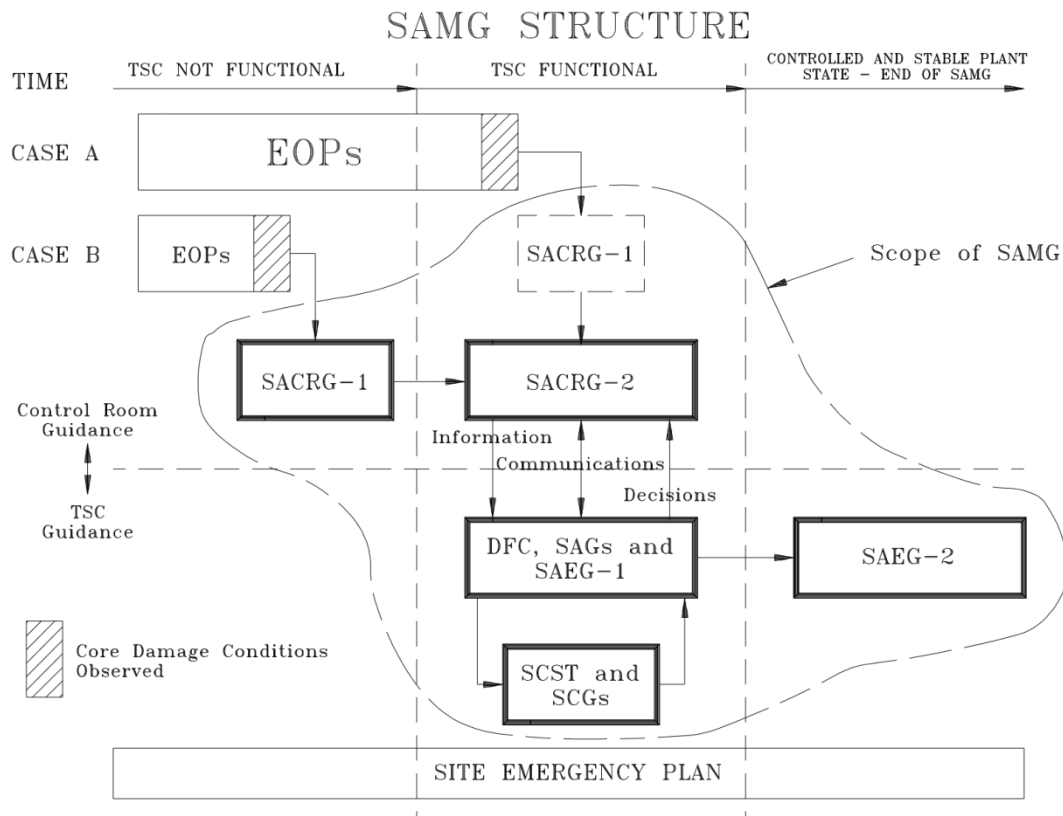 SAMG STRUCTURE
TIME
TSC NOT FUNCTIONAL
TSC FUNCTIONAL
CONTROLLED AND STABLE PLANT
STATE - END OF SAMG
CASE A
EOPs
CASE B
EOPs
SACRG-1
Scope of SAMG
SACRG-1
SACRG-2
Control Room
Guidance
Information
Communications
Decisions
TSC
Guidance
DFC, SAGs and
SAEG-1
SAEG-2
Core Damage Conditions
Observed
SCST and
SCGs
SITE EMERGENCY PLAN